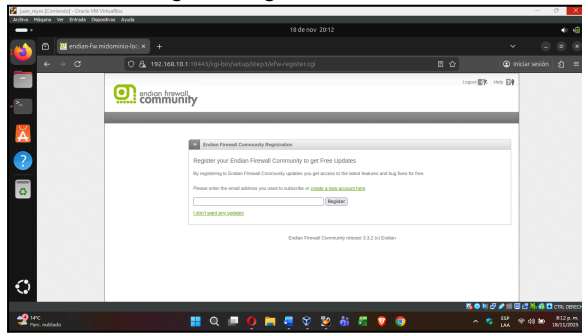 juan_reyes [Corriendo] - Oracle VM VirtualBox
Archivo Máquina Ver Entrada Dispositivos Ayuda
18 de nov 20:12
endian-fw.midominio-loc
192.168.10.1:10443/cgi-bin/setup/step3/efw-register.cgi
Iniciar sesión
Logout Help
endian firewall
community
Endian Firewall Community Registration
Register your Endian Firewall Community to get Free Updates
By registering to Endian Firewall Community updates you get access to the latest features and bug fixes for free.
Please enter the email address you used to subscribe or create a new account here
Register
I don't want any updates
Endian Firewall Community release 3.3.2 (c) Endian
CTRL DERECHA
14°C
Parc. nublado
ESP
LAA
8:12 p. m.
18/11/2025